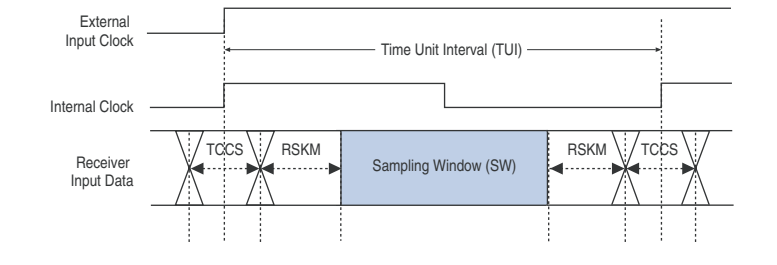 External
Input Clock
Time Unit Interval (TUI)
Internal Clock
TCCS
RSKM
RSKM
TCCS
Receiver
Input Data
Sampling Window (SW)